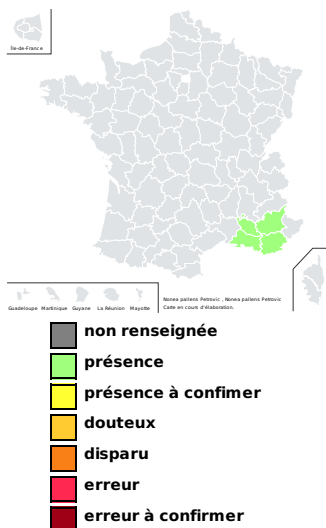 Île-de-France
Guadeloupe Martinique Guyane La Réunion Mayotte
Nonea pallens Petrovic , Nonea pallens Petrovic
Carte en cours d'élaboration.
non renseignée
présence
présence à confimer
douteux
disparu
erreur
erreur à confirmer